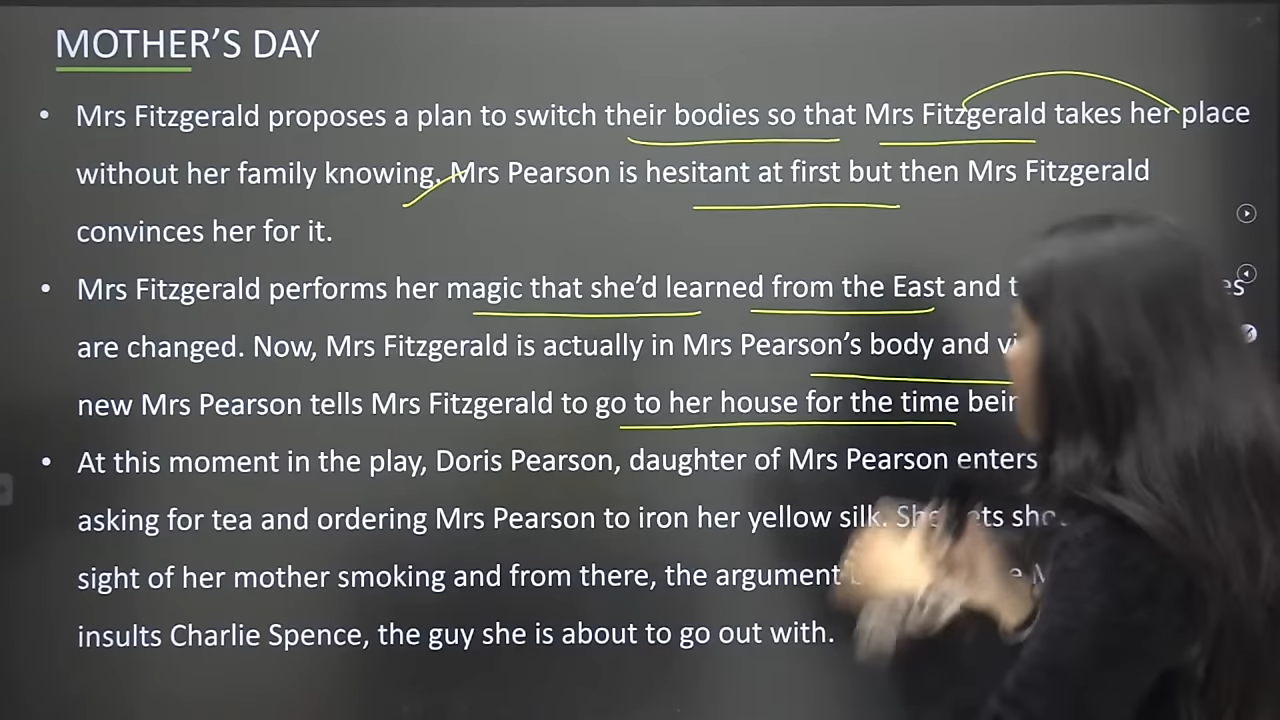 MOTHER'S DAY
• Mrs Fitzgerald proposes a plan to switch their bodies so that Mrs Fitzgerald takes her place
without her family knowing. Mrs Pearson is hesitant at first but then Mrs Fitzgerald
convinces her for it.
• Mrs Fitzgerald performs her magic that she'd learned from the East and
are changed. Now, Mrs Fitzgerald is actually in Mrs Pearson's body and
new Mrs Pearson tells Mrs Fitzgerald to go to her house for the time
• At this moment in the play, Doris Pearson, daughter of Mrs Pearson enters
asking for tea and ordering Mrs Pearson to iron her yellow silk.
sight of her mother smoking and from there, the argument
insults Charlie Spence, the guy she is about to go out with.